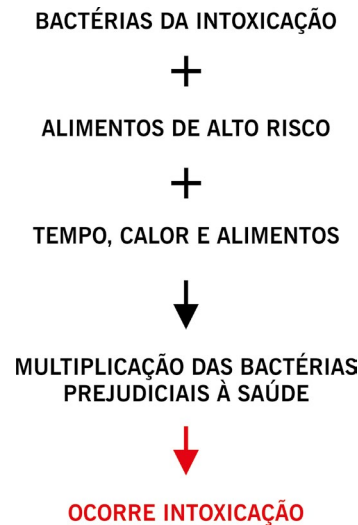 BACTÉRIAS DA INTOXICAÇÃO
+
ALIMENTOS DE ALTO RISCO
+
TEMPO, CALOR E ALIMENTOS
MULTIPLICAÇÃO DAS BACTÉRIAS
PREJUDICIAIS À SAÚDE
OCORRE INTOXICAÇÃO